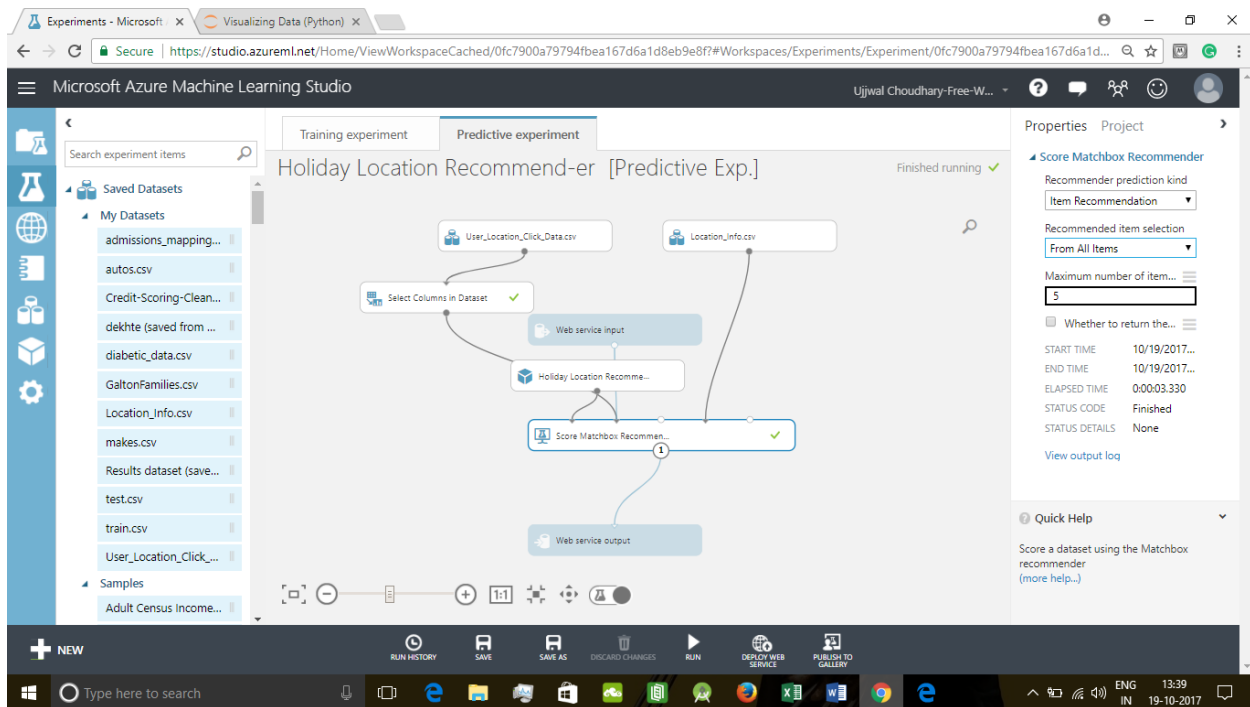 Experiments - Microsoft
Visualizing Data (Python)
Secure | https://studio.azureml.net/Home/ViewWorkspaceCached/0fc7900a79794fbea167d6a1d8eb9e8f?#Workspaces/Experiments/Experiment/0fc7900a79794fbea167d6a1d...
Microsoft Azure Machine Learning Studio
Ujjwal Choudhary-Free-W...
Search experiment items
Saved Datasets
My Datasets
admissions_mapping...
autos.csv
Credit-Scoring-Clean...
dekhte (saved from ...
diabetic_data.csv
GaltonFamilies.csv
Location_Info.csv
makes.csv
Results dataset (save...
test.csv
train.csv
User_Location_Click_...
Samples
Adult Census Income...
Training experiment
Predictive experiment
Holiday Location Recommend-er [Predictive Exp.]
Finished running
User_Location_Click_Data.csv
Location_Info.csv
Select Columns in Dataset
Web service input
Holiday Location Recomme...
Score Matchbox Recommen...
1
Web service output
1:1
Properties Project
Score Matchbox Recommender
Recommender prediction kind
Item Recommendation
Recommended item selection
From All Items
Maximum number of item...
5
Whether to return the...
START TIME 10/19/2017...
END TIME 10/19/2017...
ELAPSED TIME 0:00:03.330
STATUS CODE Finished
STATUS DETAILS None
View output log
Quick Help
Score a dataset using the Matchbox
recommender
(more help...)
NEW
RUN HISTORY
SAVE
SAVE AS
DISCARD CHANGES
RUN
DEPLOY WEB
SERVICE
PUBLISH TO
GALLERY
Type here to search
ENG
IN
13:39
19-10-2017